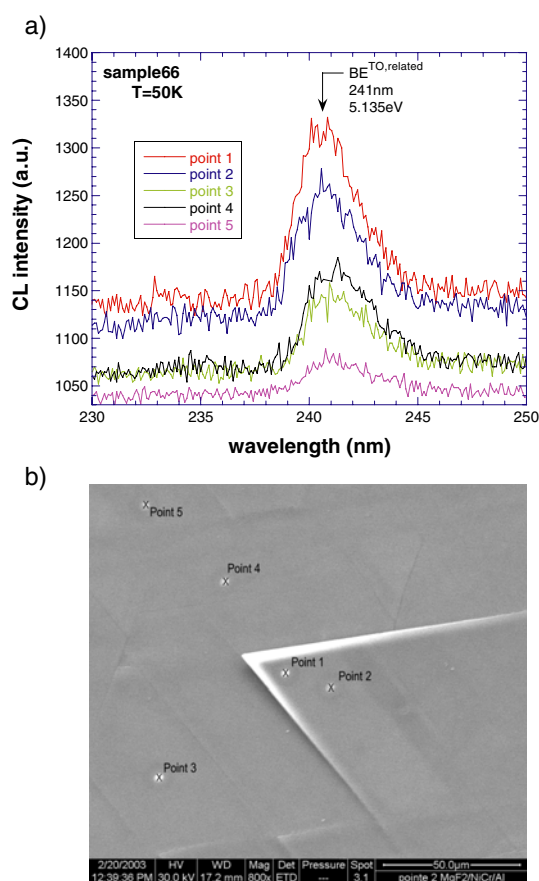 a)
1400
1350
1300
1250
1200
1150
1100
1050
CL intensity (a.u.)
sample66
T=50K
BE^TO,related
241nm
5.135eV
point 1
point 2
point 3
point 4
point 5
230
235
240
245
250
wavelength (nm)
b)
Point 5
Point 4
Point 1
Point 2
Point 3
2/20/2003 HV WD Mag Det Pressure Spot 50.0µm
12:39:36 PM 30.0 kV 17.2 mm 800x ETD --- 3.1 pointe 2 MgF2/NiCr/Al